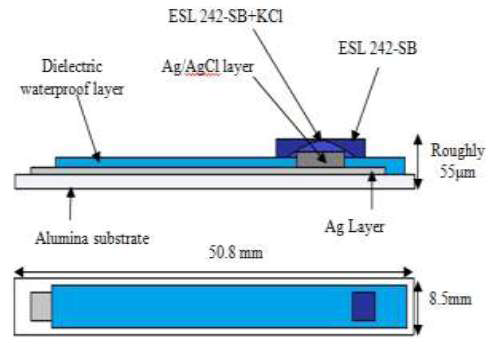 ESL 242-SB+KCl
ESL 242-SB
Dielectric
waterproof layer
Ag/AgCl layer
Roughly
55μm
Alumina substrate
Ag Layer
50.8 mm
8.5mm